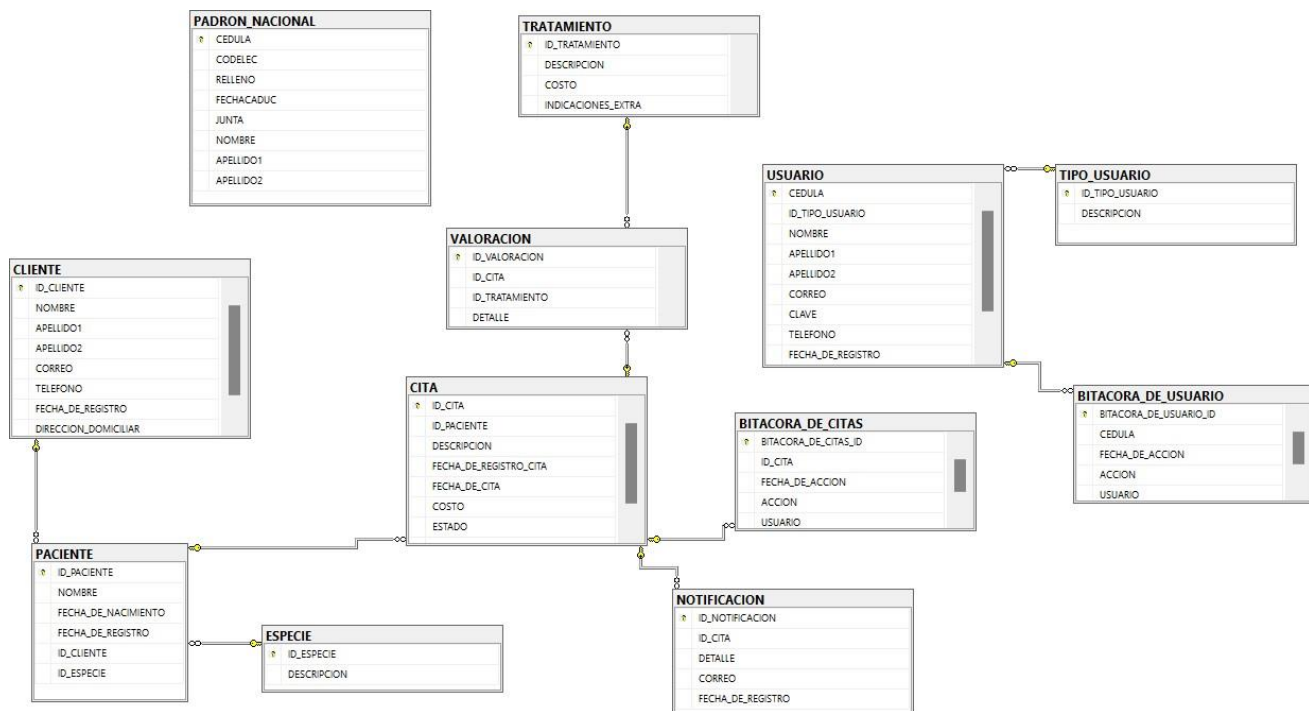 PADRON_NACIONAL
CEDULA
CODELEC
RELLENO
FECHACADUC
JUNTA
NOMBRE
APELLIDO1
APELLIDO2
TRATAMIENTO
ID_TRATAMIENTO
DESCRIPCION
COSTO
INDICACIONES_EXTRA
USUARIO
CEDULA
ID_TIPO_USUARIO
NOMBRE
APELLIDO1
APELLIDO2
CORREO
CLAVE
TELEFONO
FECHA_DE_REGISTRO
TIPO_USUARIO
ID_TIPO_USUARIO
DESCRIPCION
VALORACION
ID_VALORACION
ID_CITA
ID_TRATAMIENTO
DETALLE
CLIENTE
ID_CLIENTE
NOMBRE
APELLIDO1
APELLIDO2
CORREO
TELEFONO
FECHA_DE_REGISTRO
DIRECCION_DOMICILIAR
CITA
ID_CITA
ID_PACIENTE
DESCRIPCION
FECHA_DE_REGISTRO_CITA
FECHA_DE_CITA
COSTO
ESTADO
BITACORA_DE_CITAS
BITACORA_DE_CITAS_ID
ID_CITA
FECHA_DE_ACCION
ACCION
USUARIO
BITACORA_DE_USUARIO
BITACORA_DE_USUARIO_ID
CEDULA
FECHA_DE_ACCION
ACCION
USUARIO
PACIENTE
ID_PACIENTE
NOMBRE
FECHA_DE_NACIMIENTO
FECHA_DE_REGISTRO
ID_CLIENTE
ID_ESPECIE
ESPECIE
ID_ESPECIE
DESCRIPCION
NOTIFICACION
ID_NOTIFICACION
ID_CITA
DETALLE
CORREO
FECHA_DE_REGISTRO